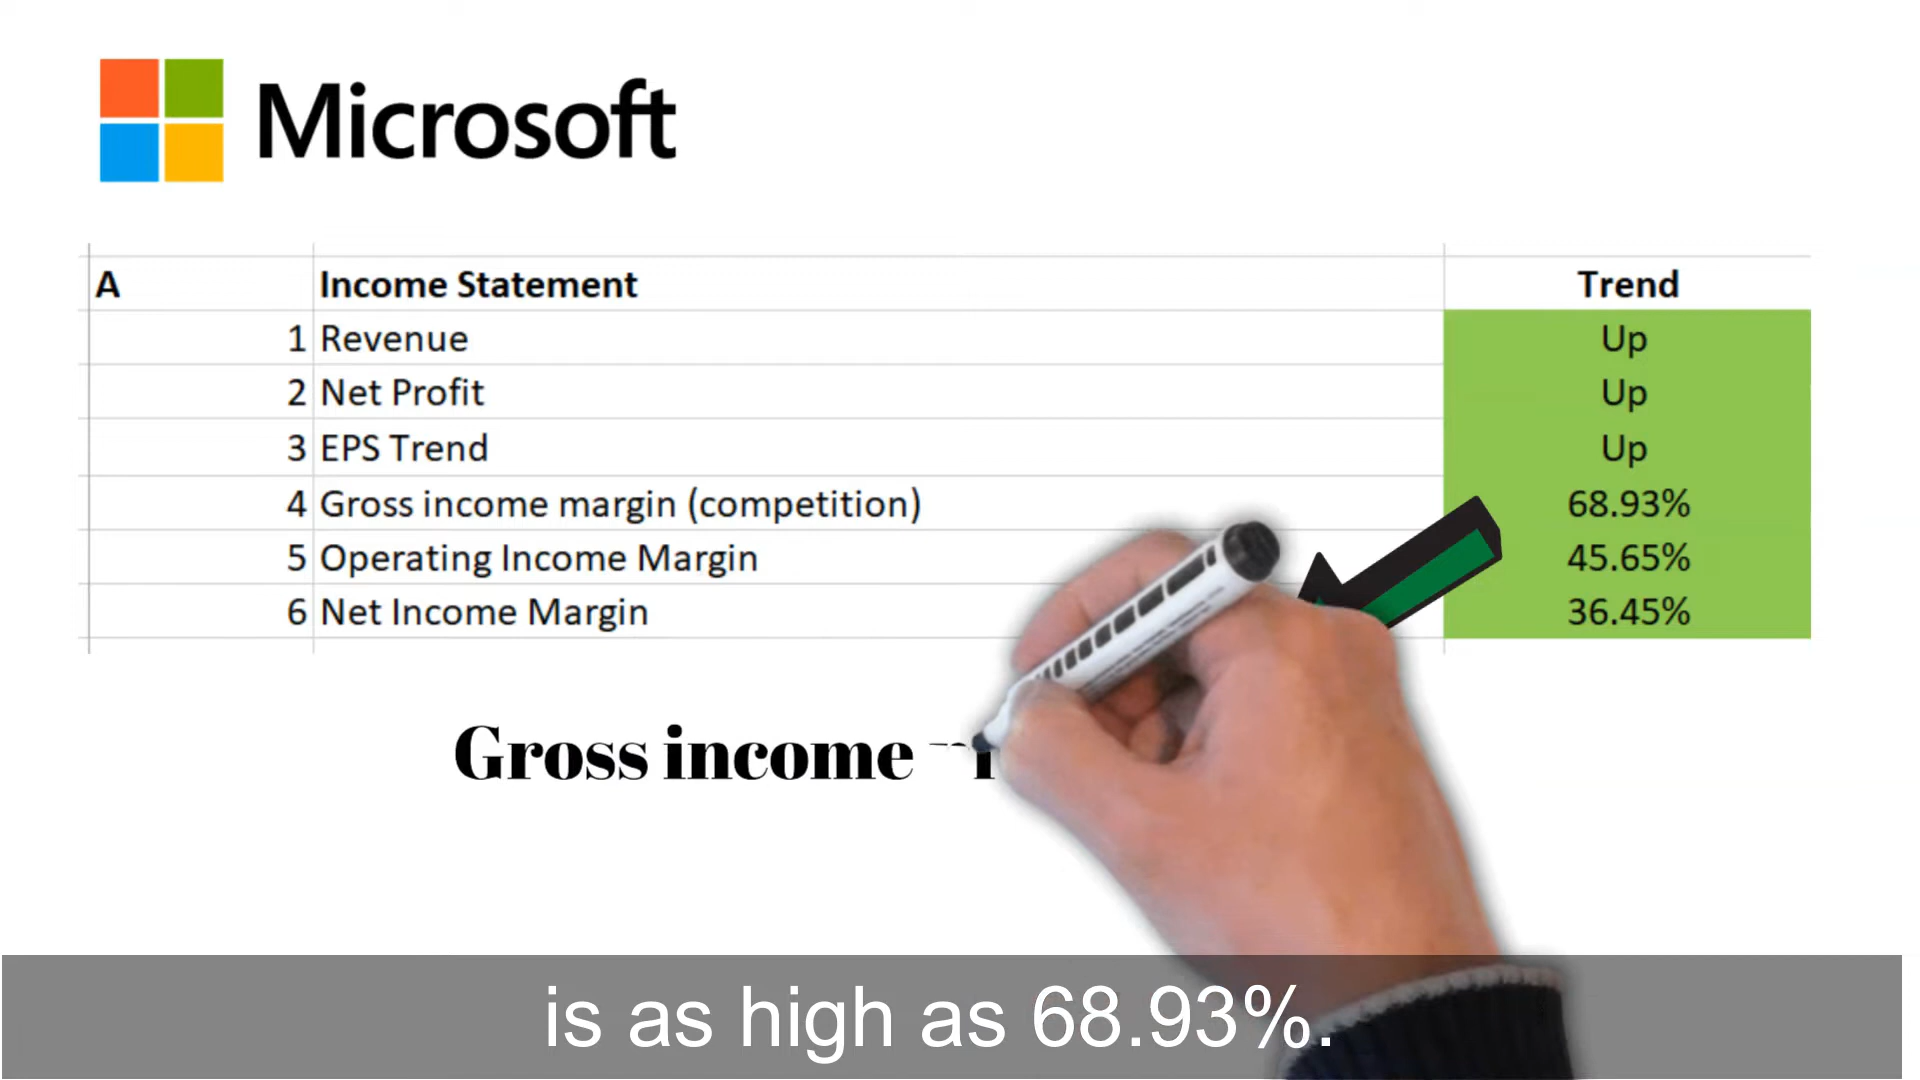 Microsoft
A Income Statement Trend
1 Revenue Up
2 Net Profit Up
3 EPS Trend Up
4 Gross income margin (competition) 68.93%
5 Operating Income Margin 45.65%
6 Net Income Margin 36.45%
Gross income
is as high as 68.93%.